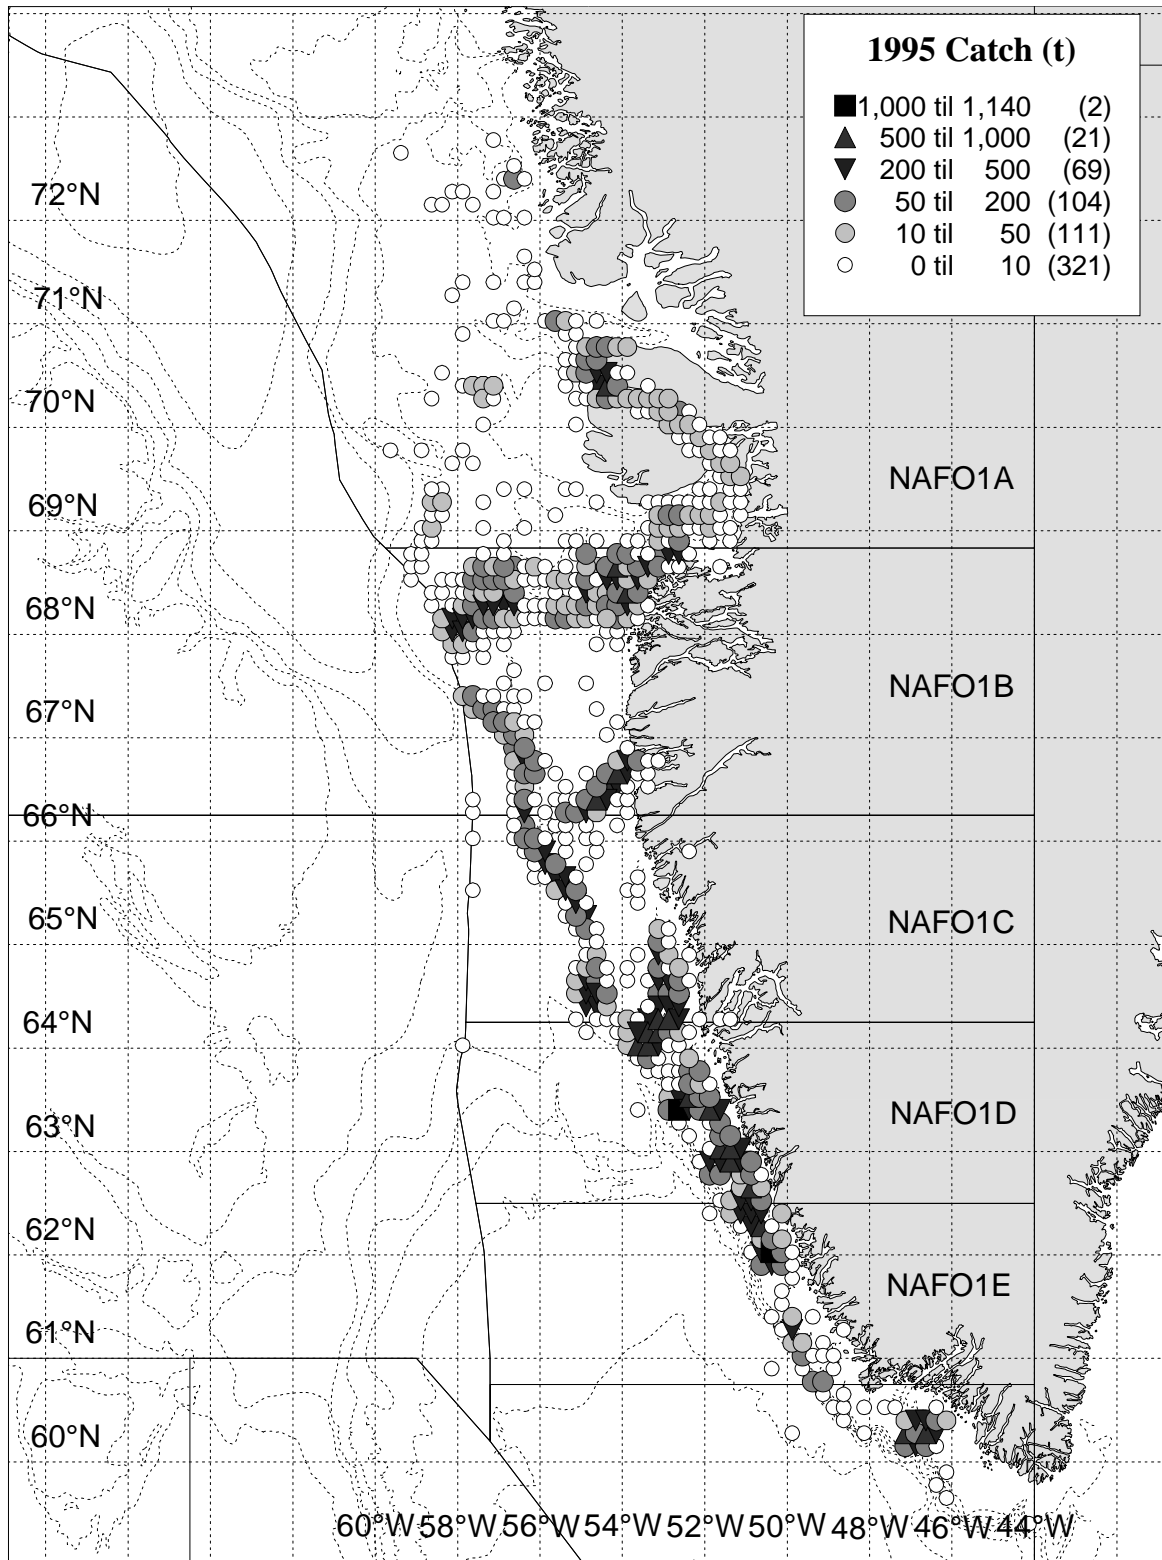 1995 Catch (t)
1,000 til 1,140 (2)
500 til 1,000 (21)
200 til 500 (69)
50 til 200 (104)
10 til 50 (111)
0 til 10 (321)
72°N
71°N
70°N
69°N
68°N
67°N
66°N
65°N
64°N
63°N
62°N
61°N
60°N
NAFO1A
NAFO1B
NAFO1C
NAFO1D
NAFO1E
60°W 58°W 56°W 54°W 52°W 50°W 48°W 46°W 44°W